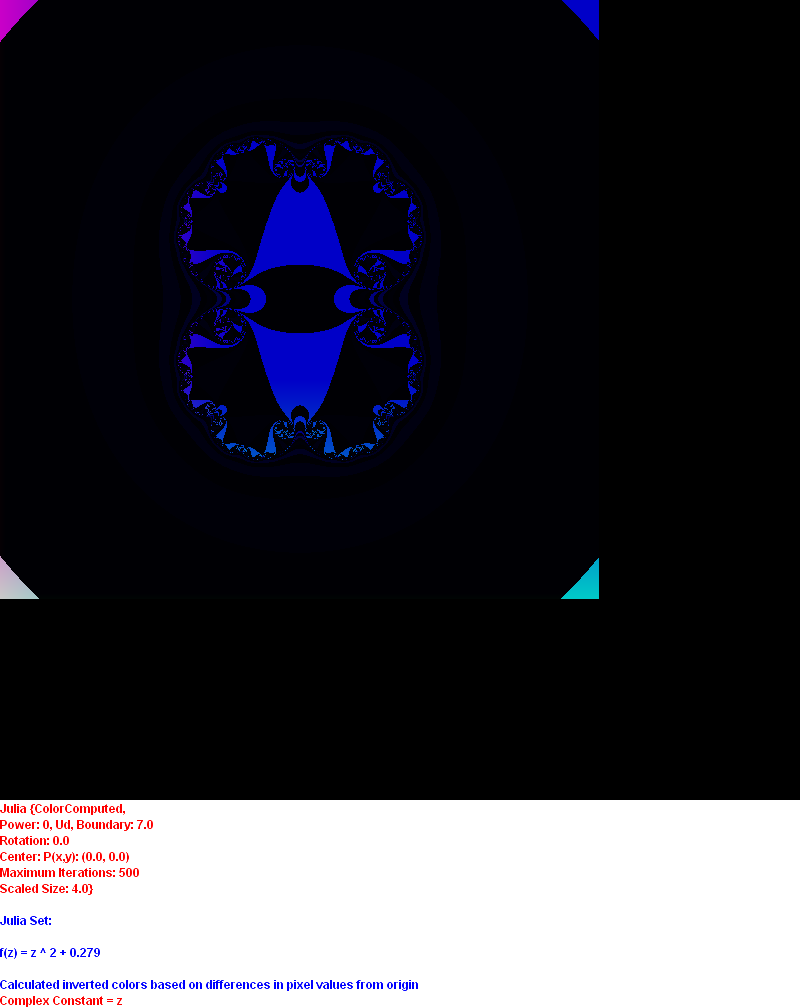 Julia {ColorComputed,
Power: 0, Ud, Boundary: 7.0
Rotation: 0.0
Center: P(x,y): (0.0, 0.0)
Maximum Iterations: 500
Scaled Size: 4.0}
Julia Set:
f(z) = z ^ 2 + 0.279
Calculated inverted colors based on differences in pixel values from origin
Complex Constant = z